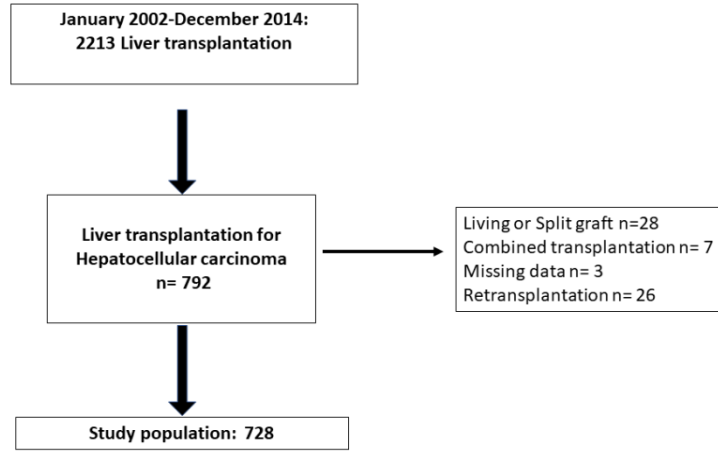 January 2002-December 2014:
2213 Liver transplantation
Liver transplantation for
Hepatocellular carcinoma
n= 792
Living or Split graft n=28
Combined transplantation n= 7
Missing data n= 3
Retransplantation n= 26
Study population: 728